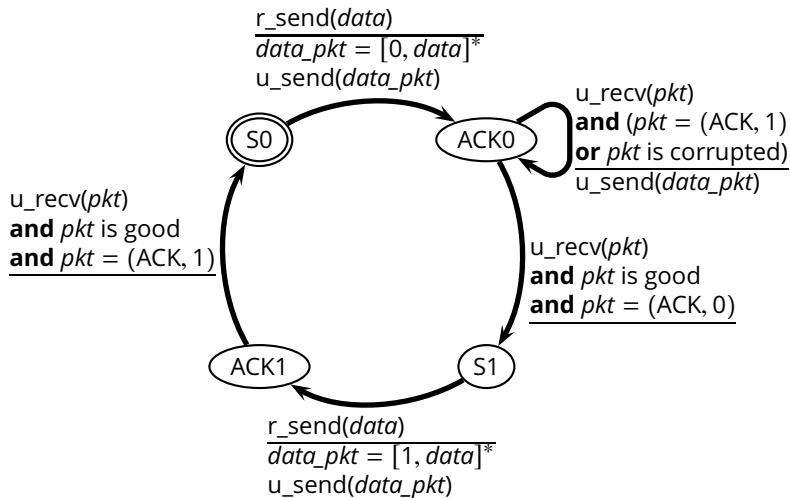 r_send(data)
data_pkt = [0, data]*
u_send(data_pkt)
S0
ACK0
u_recv(pkt)
and (pkt = (ACK, 1)
or pkt is corrupted)
u_send(data_pkt)
u_recv(pkt)
and pkt is good
and pkt = (ACK, 1)
u_recv(pkt)
and pkt is good
and pkt = (ACK, 0)
ACK1
S1
r_send(data)
data_pkt = [1, data]*
u_send(data_pkt)